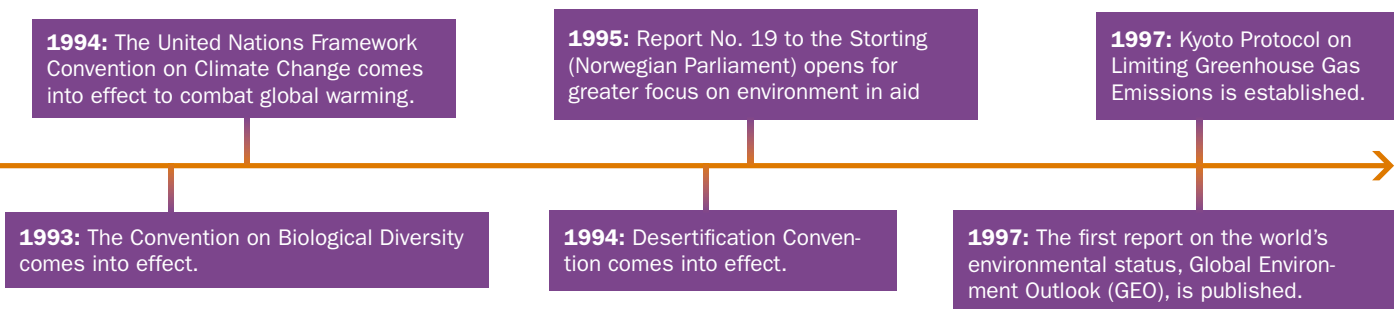 1994: The United Nations Framework
Convention on Climate Change comes
into effect to combat global warming.
1995: Report No. 19 to the Storting
(Norwegian Parliament) opens for
greater focus on environment in aid
1997: Kyoto Protocol on
Limiting Greenhouse Gas
Emissions is established.
1993: The Convention on Biological Diversity
comes into effect.
1994: Desertification Conven-
tion comes into effect.
1997: The first report on the world's
environmental status, Global Environ-
ment Outlook (GEO), is published.